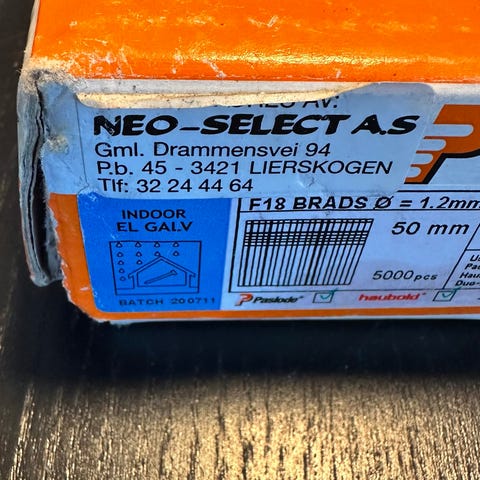 AV:
NEO-SELECT A.S
Gml. Drammensvei 94
P.b. 45 - 3421 LIERSKOGEN
Tlf: 32 24 44 64
INDOOR
EL GALV
BATCH 200711
F18 BRADS Ø = 1.2mm
50 mm
5000pcs
Paslode®
haubold®